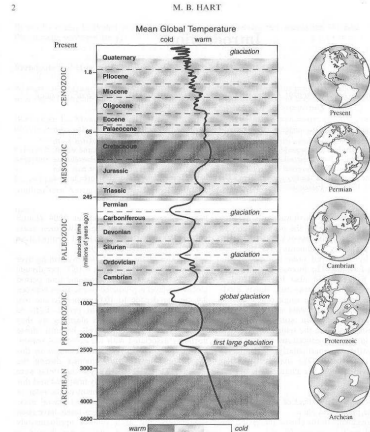 2
M. B. HART
Mean Global Temperature
cold warm
Present
glaciation
Quaternary
1.8
Pliocene
Miocene
Oligocene
Eocene
Palaeocene
65
CENOZOIC
Present
Cretaceous
Jurassic
Triassic
MESOZOIC
245
Permian
Permian
Carboniferous
glaciation
Devonian
Silurian
glaciation
Ordovician
Cambrian
PALEOZOIC
absolute time
(millions of years ago)
Cambrian
570
global glaciation
1000
PROTEROZOIC
Proterozoic
2000
first large glaciation
2500
3000
ARCHEAN
4000
4600
Archean
warm cold